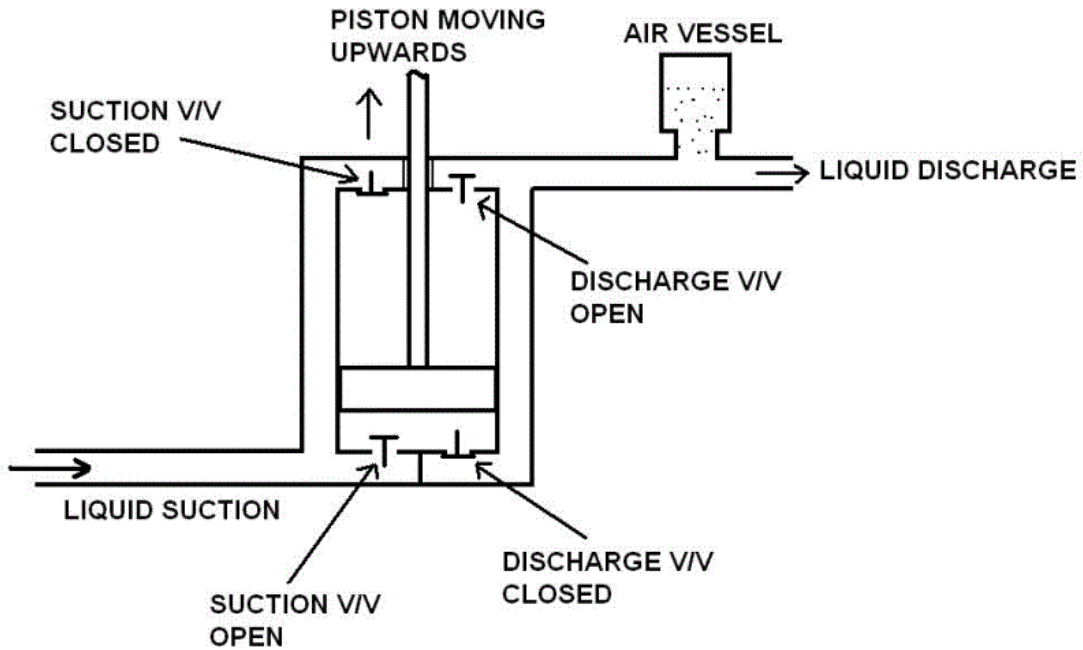 PISTON MOVING
UPWARDS
AIR VESSEL
SUCTION V/V
CLOSED
LIQUID DISCHARGE
DISCHARGE V/V
OPEN
LIQUID SUCTION
DISCHARGE V/V
CLOSED
SUCTION V/V
OPEN